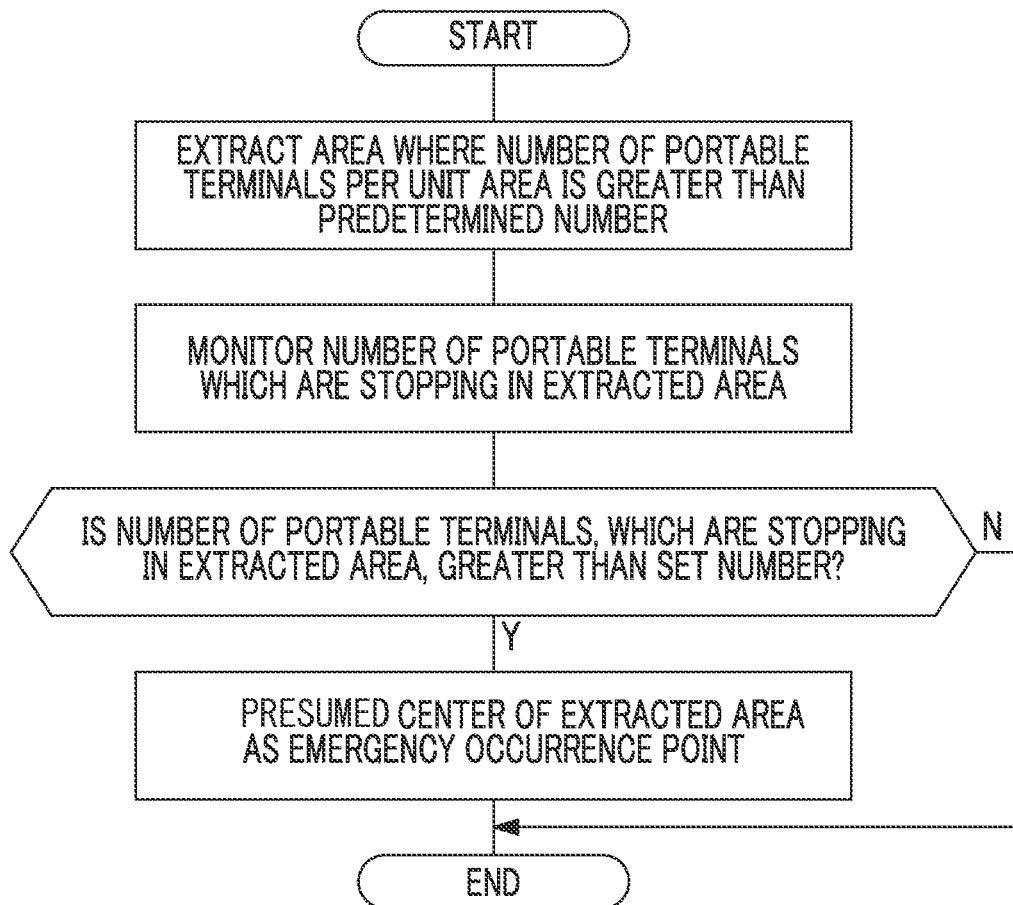 START
EXTRACT AREA WHERE NUMBER OF PORTABLE
TERMINALS PER UNIT AREA IS GREATER THAN
PREDETERMINED NUMBER
MONITOR NUMBER OF PORTABLE TERMINALS
WHICH ARE STOPPING IN EXTRACTED AREA
IS NUMBER OF PORTABLE TERMINALS, WHICH ARE STOPPING
IN EXTRACTED AREA, GREATER THAN SET NUMBER?
N
Y
PRESUMED CENTER OF EXTRACTED AREA
AS EMERGENCY OCCURRENCE POINT
END